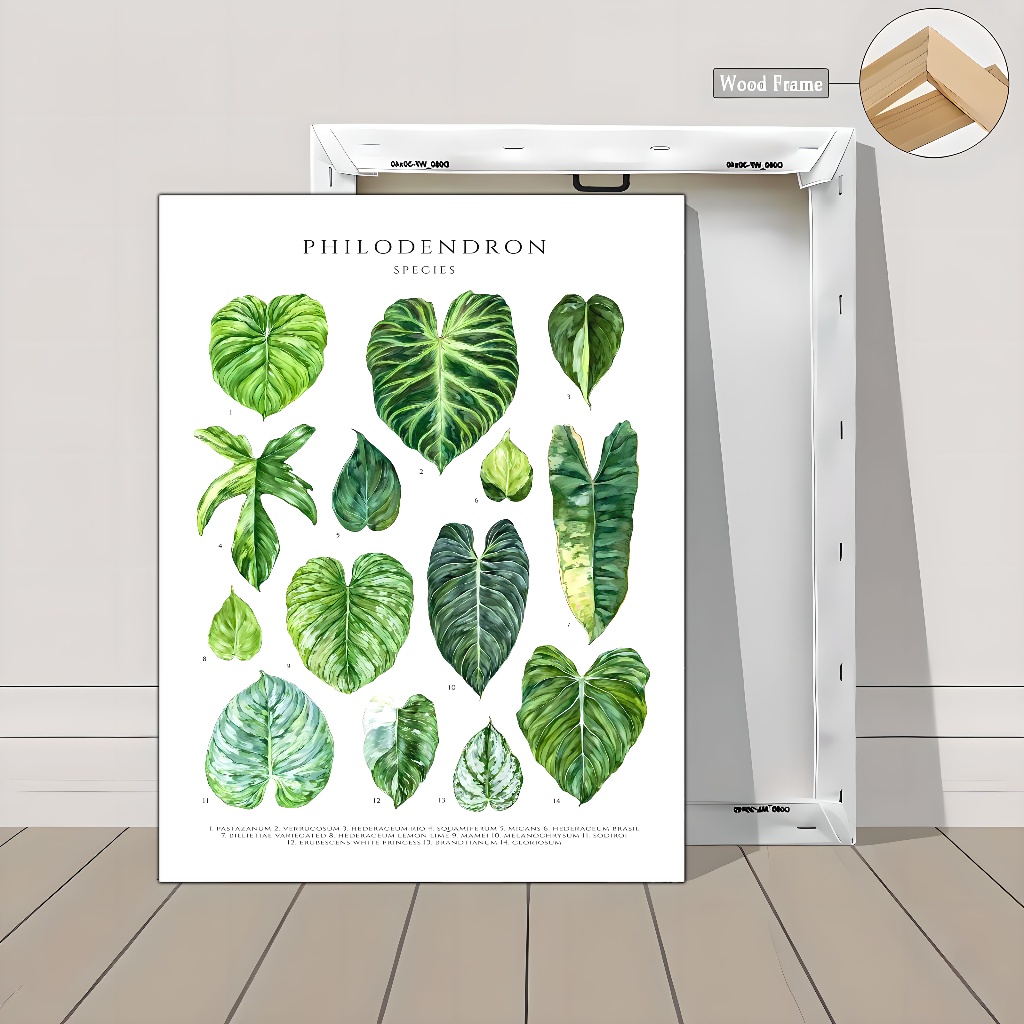 Wood Frame
PHILODENDRON
SPECIES
1
2
3
4
5
6
7
8
9
10
11
12
13
14
1. PASTAZANUM 2. VERRUCOSUM 3. HEDERACEUM RIO 4. SQUAMIFERUM 5. MICANS 6. HEDERACEUM BRASIL
7. BILLIETIAE VARIEGATED 8. HEDERACEUM LEMON LIME 9. MAMEI 10. MELANOCHRYSUM 11. SODIROI
12. ERUBESCENS WHITE PRINCESS 13. BRANDTIANUM 14. GLORIOSUM